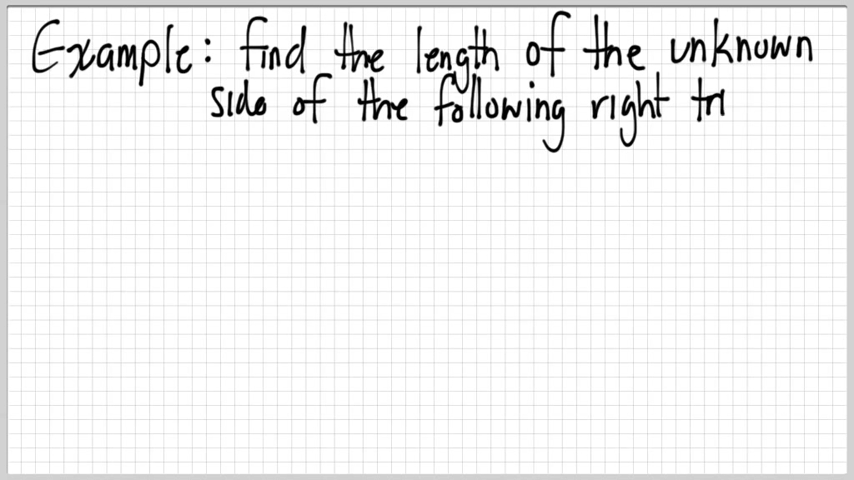 Example: find the length of the unknown
side of the following right tri